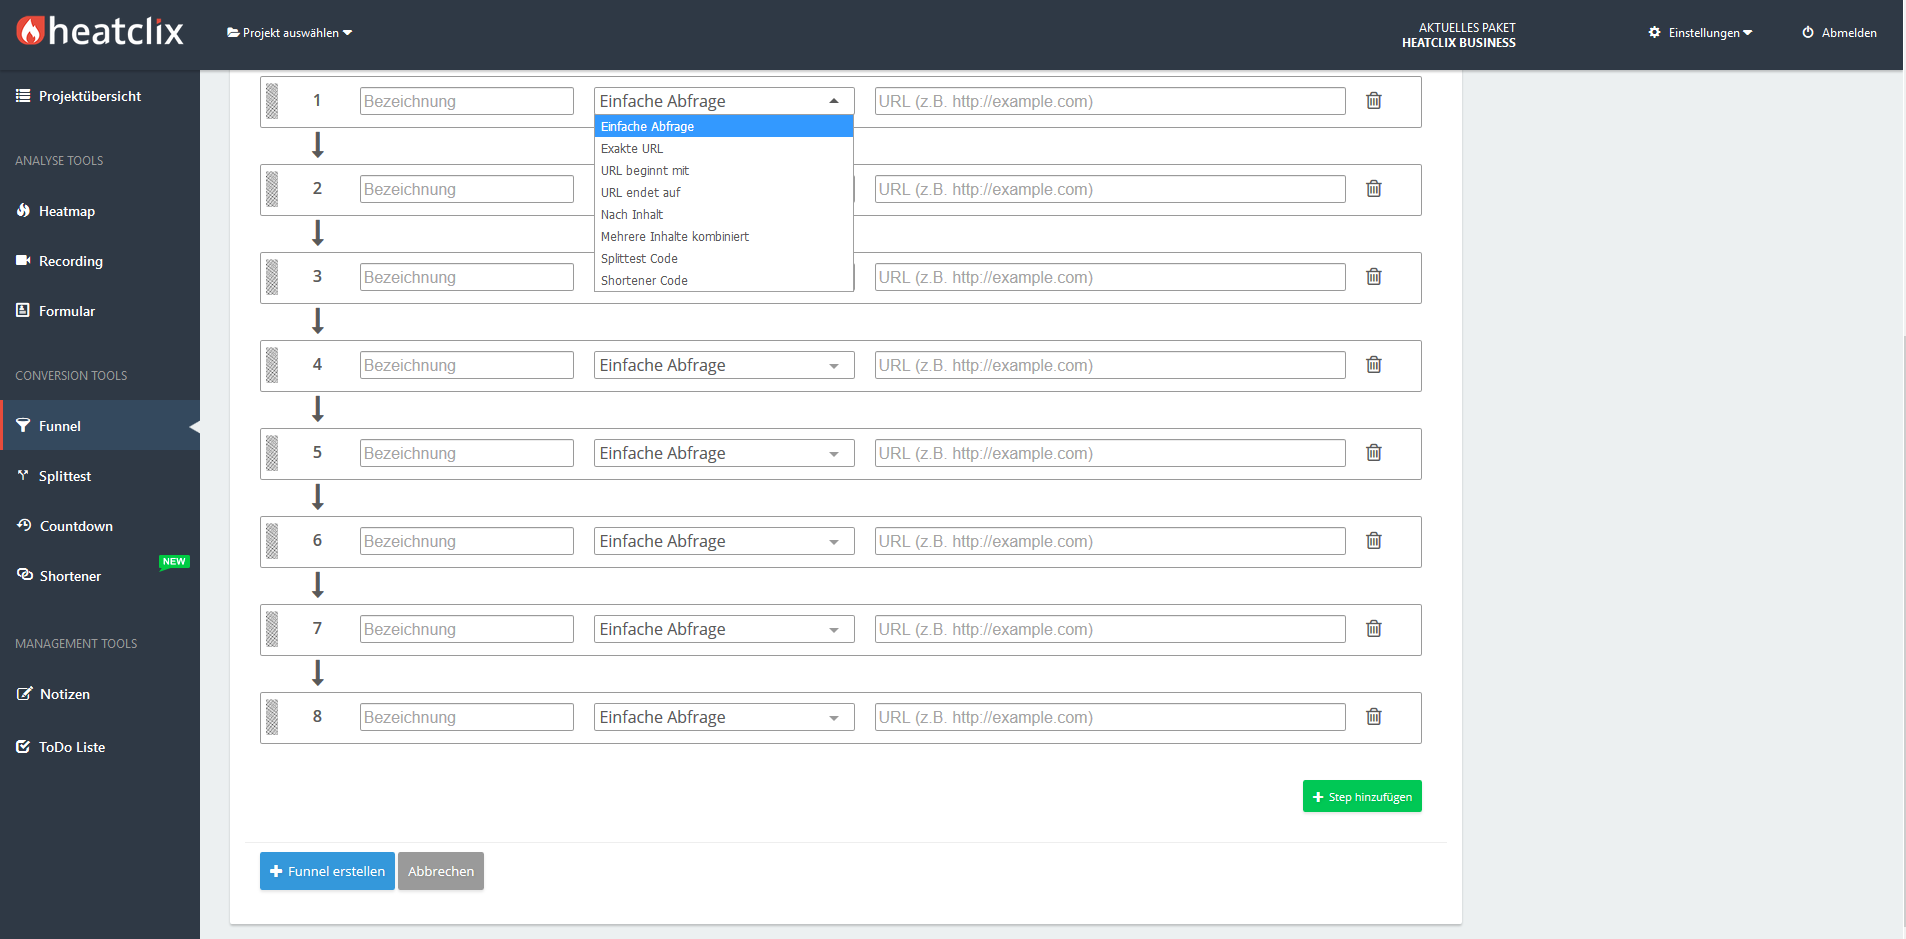 heatclix
Projekt auswählen
AKTUELLES PAKET
HEATCLIX BUSINESS
Einstellungen
Abmelden
Projektübersicht
ANALYSE TOOLS
Heatmap
Recording
Formular
CONVERSION TOOLS
Funnel
Splittest
Countdown
Shortener
NEW
MANAGEMENT TOOLS
Notizen
ToDo Liste
1 Bezeichnung Einfache Abfrage URL (z.B. http://example.com)
Einfache Abfrage
Exakte URL
URL beginnt mit
URL endet auf
Nach Inhalt
Mehrere Inhalte kombiniert
Splittest Code
Shortener Code
2 Bezeichnung URL (z.B. http://example.com)
3 Bezeichnung URL (z.B. http://example.com)
4 Bezeichnung Einfache Abfrage URL (z.B. http://example.com)
5 Bezeichnung Einfache Abfrage URL (z.B. http://example.com)
6 Bezeichnung Einfache Abfrage URL (z.B. http://example.com)
7 Bezeichnung Einfache Abfrage URL (z.B. http://example.com)
8 Bezeichnung Einfache Abfrage URL (z.B. http://example.com)
Step hinzufügen
Funnel erstellen
Abbrechen